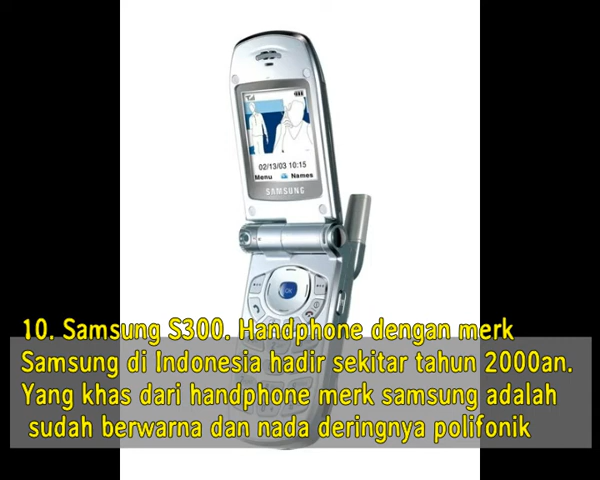 02/13/03 10:15
Menu Names
SAMSUNG
10. Samsung S300. Handphone dengan merk
Samsung di Indonesia hadir sekitar tahun 2000an.
Yang khas dari handphone merk samsung adalah
sudah berwarna dan nada deringnya polifonik